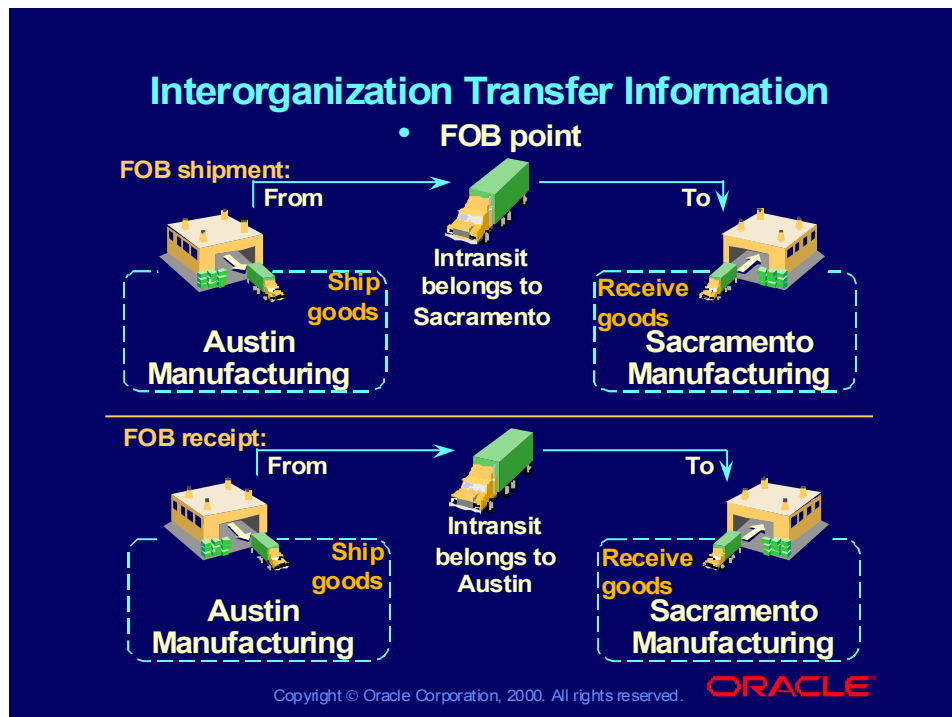 Interorganization Transfer Information
• FOB point
FOB shipment:
From
To
Intransit
belongs to
Sacramento
Ship
goods
Austin
Manufacturing
Receive
goods
Sacramento
Manufacturing
FOB receipt:
From
To
Intransit
belongs to
Austin
Ship
goods
Austin
Manufacturing
Receive
goods
Sacramento
Manufacturing
Copyright © Oracle Corporation, 2000. All rights reserved.
ORACLE®